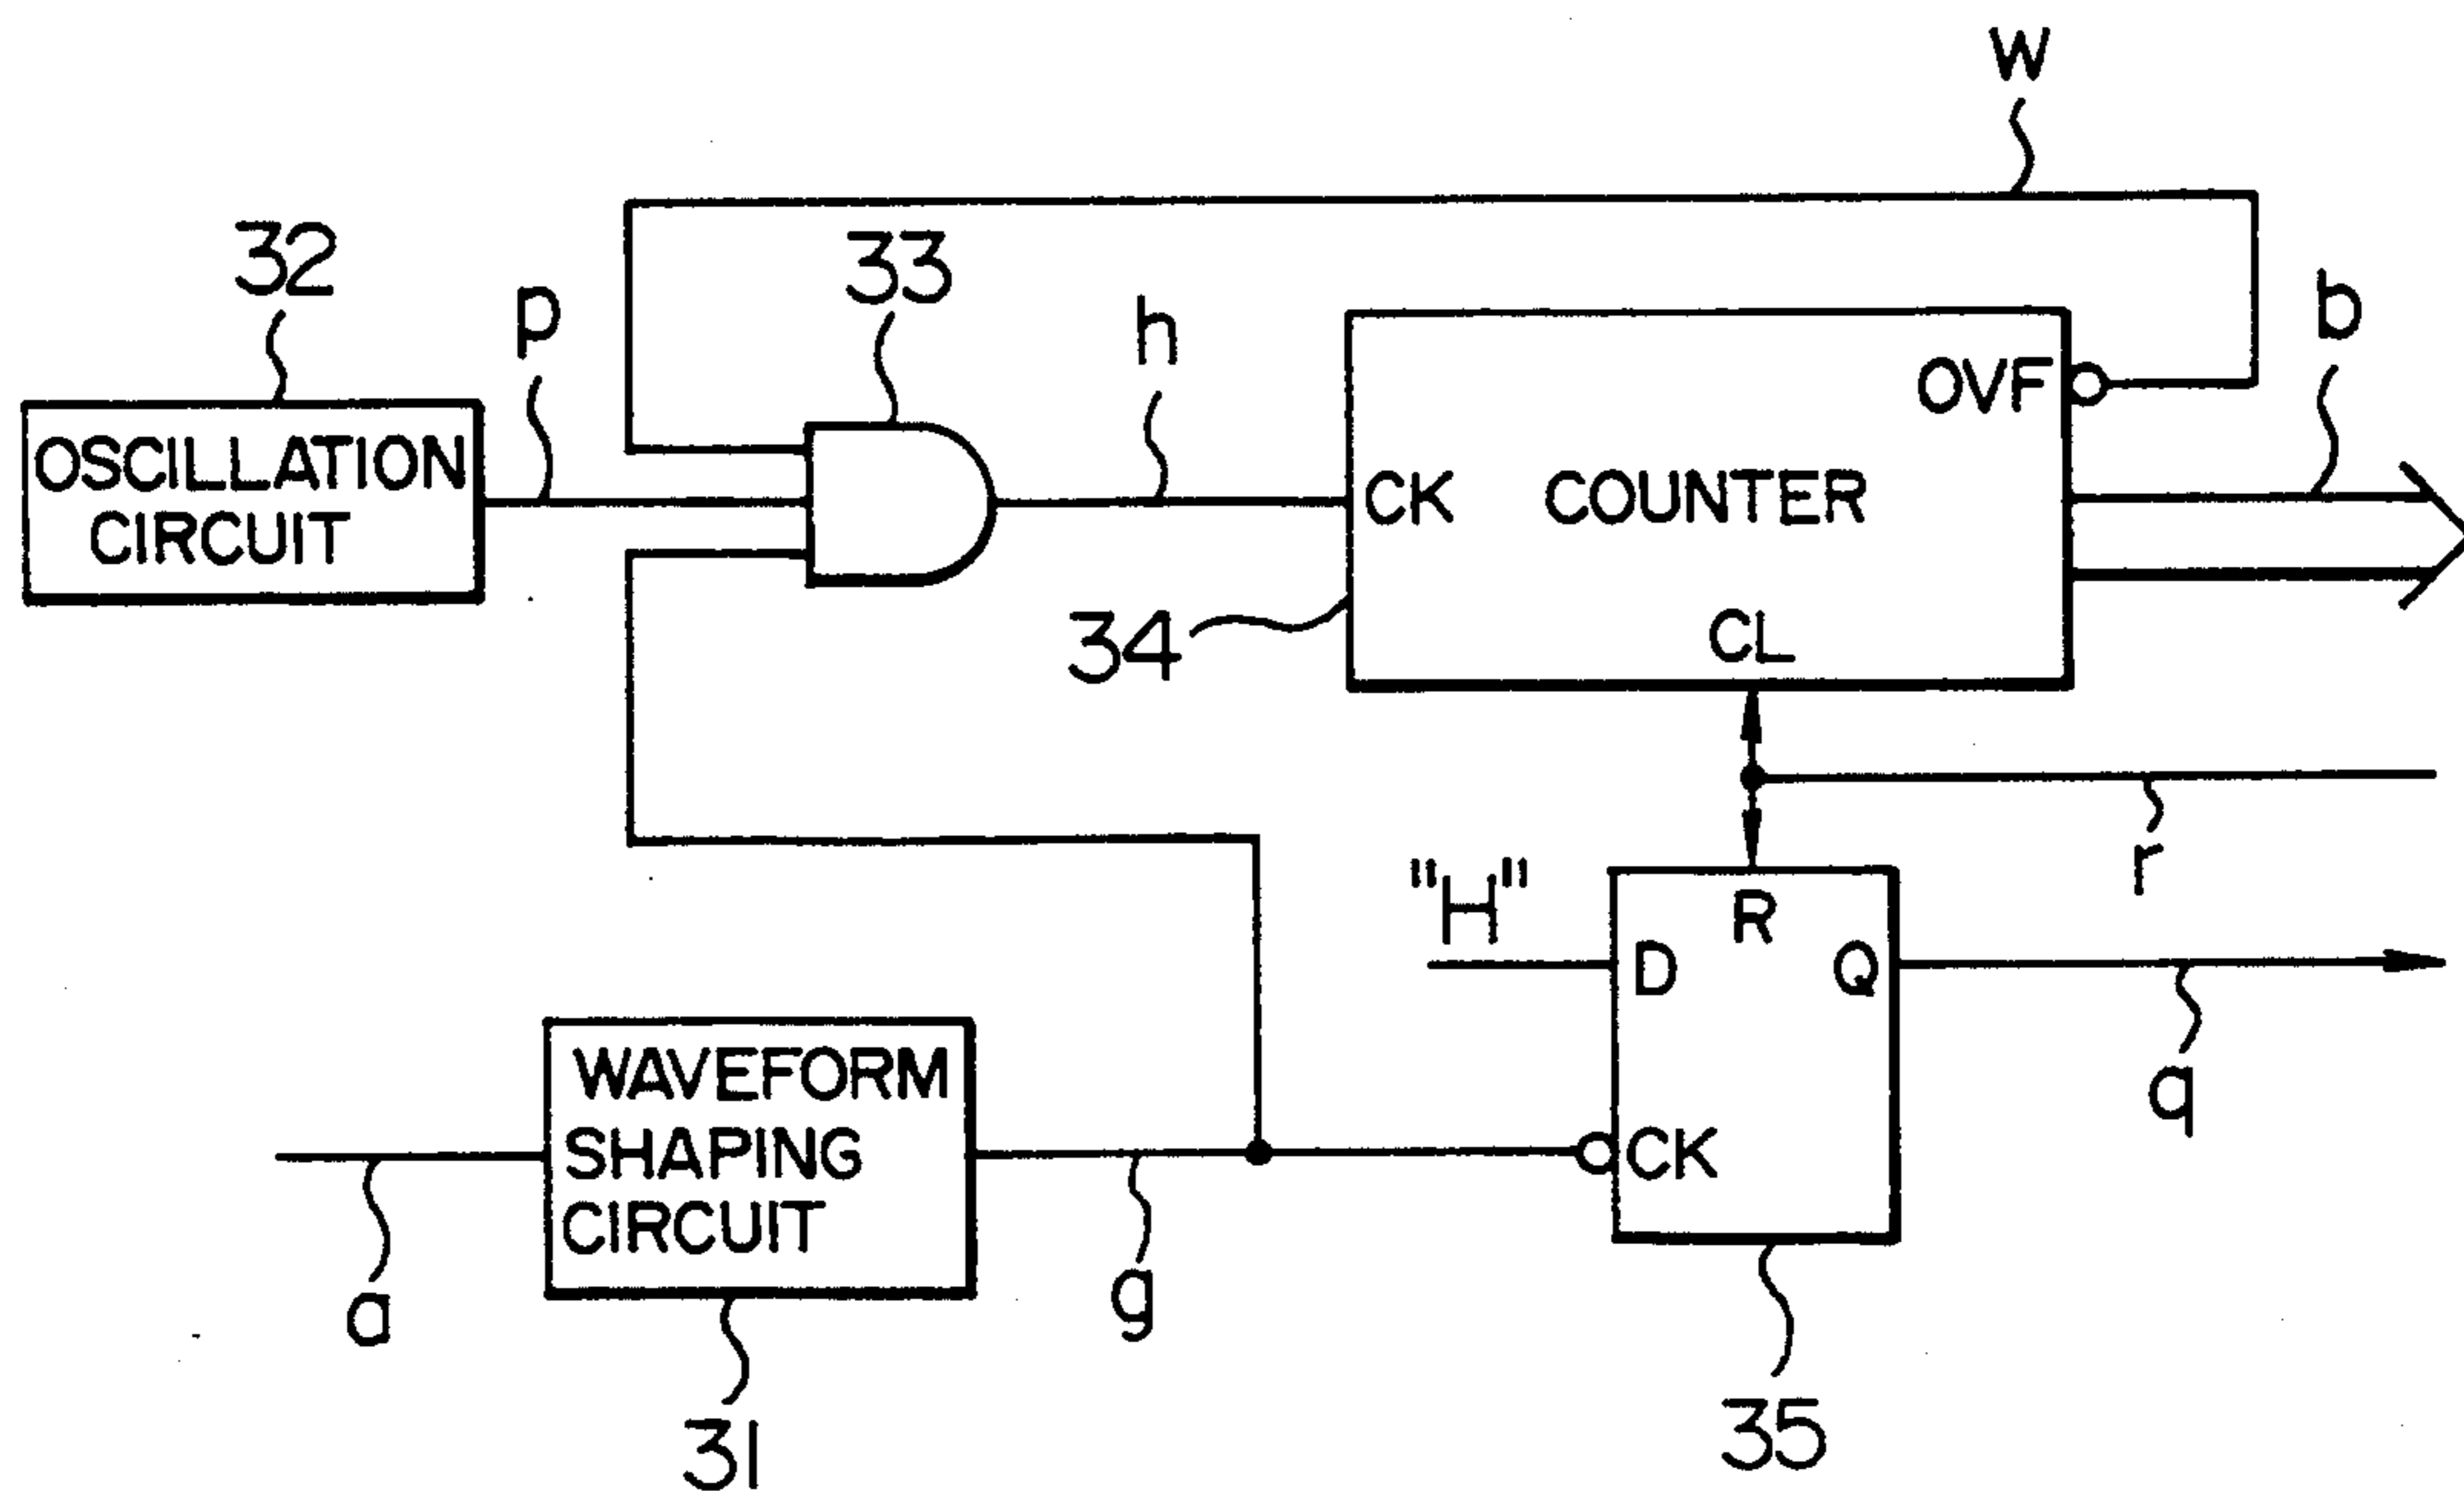 W
32
33
p
h
b
OVF
OSCILLATION
CIRCUIT
CK
COUNTER
34
CL
r
"H"
R
D
Q
WAVEFORM
SHAPING
CIRCUIT
CK
q
a
g
31
35